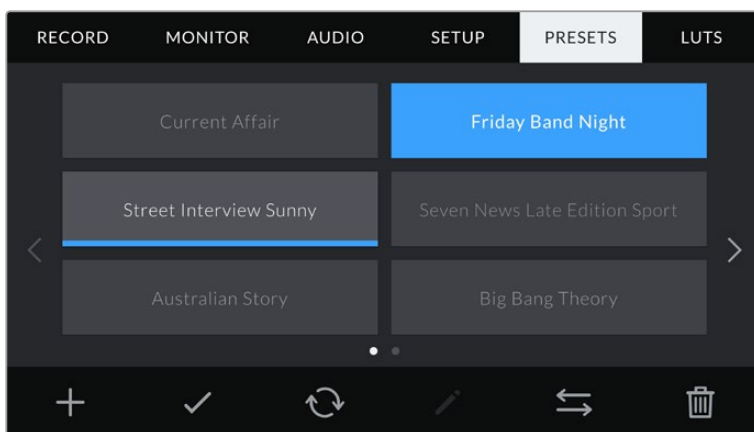 RECORD MONITOR AUDIO SETUP PRESETS LUTS
Current Affair Friday Band Night
Street Interview Sunny Seven News Late Edition Sport
Australian Story Big Bang Theory